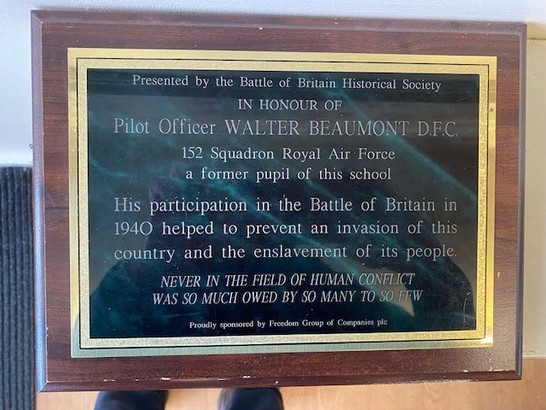 Presented by the Battle of Britain Historical Society
IN HONOUR OF
Pilot Officer WALTER BEAUMONT D.F.C.
152 Squadron Royal Air Force
a former pupil of this school
His participation in the Battle of Britain in
1940 helped to prevent an invasion of this
country and the enslavement of its people.
NEVER IN THE FIELD OF HUMAN CONFLICT
WAS SO MUCH OWED BY SO MANY TO SO FEW
Proudly sponsored by Freedom Group of Companies plc